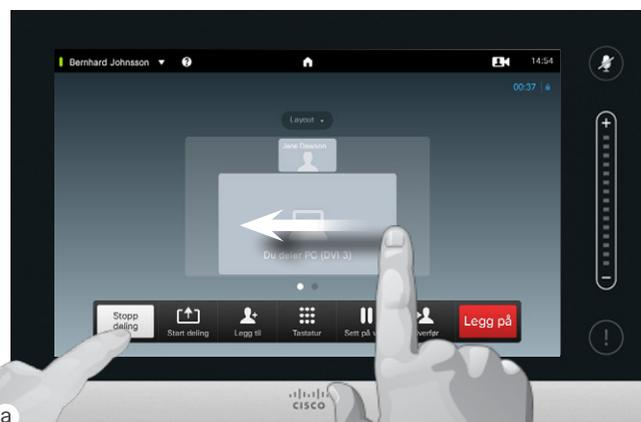 Bernhard Johnsson
?
14:54
00:37
Layout
Jane Dawson
Du deler PC (DVI 3)
Stopp
deling
Start deling
Legg til
Tastatur
Sett på
Legg på
+
-
!
CISCO
a